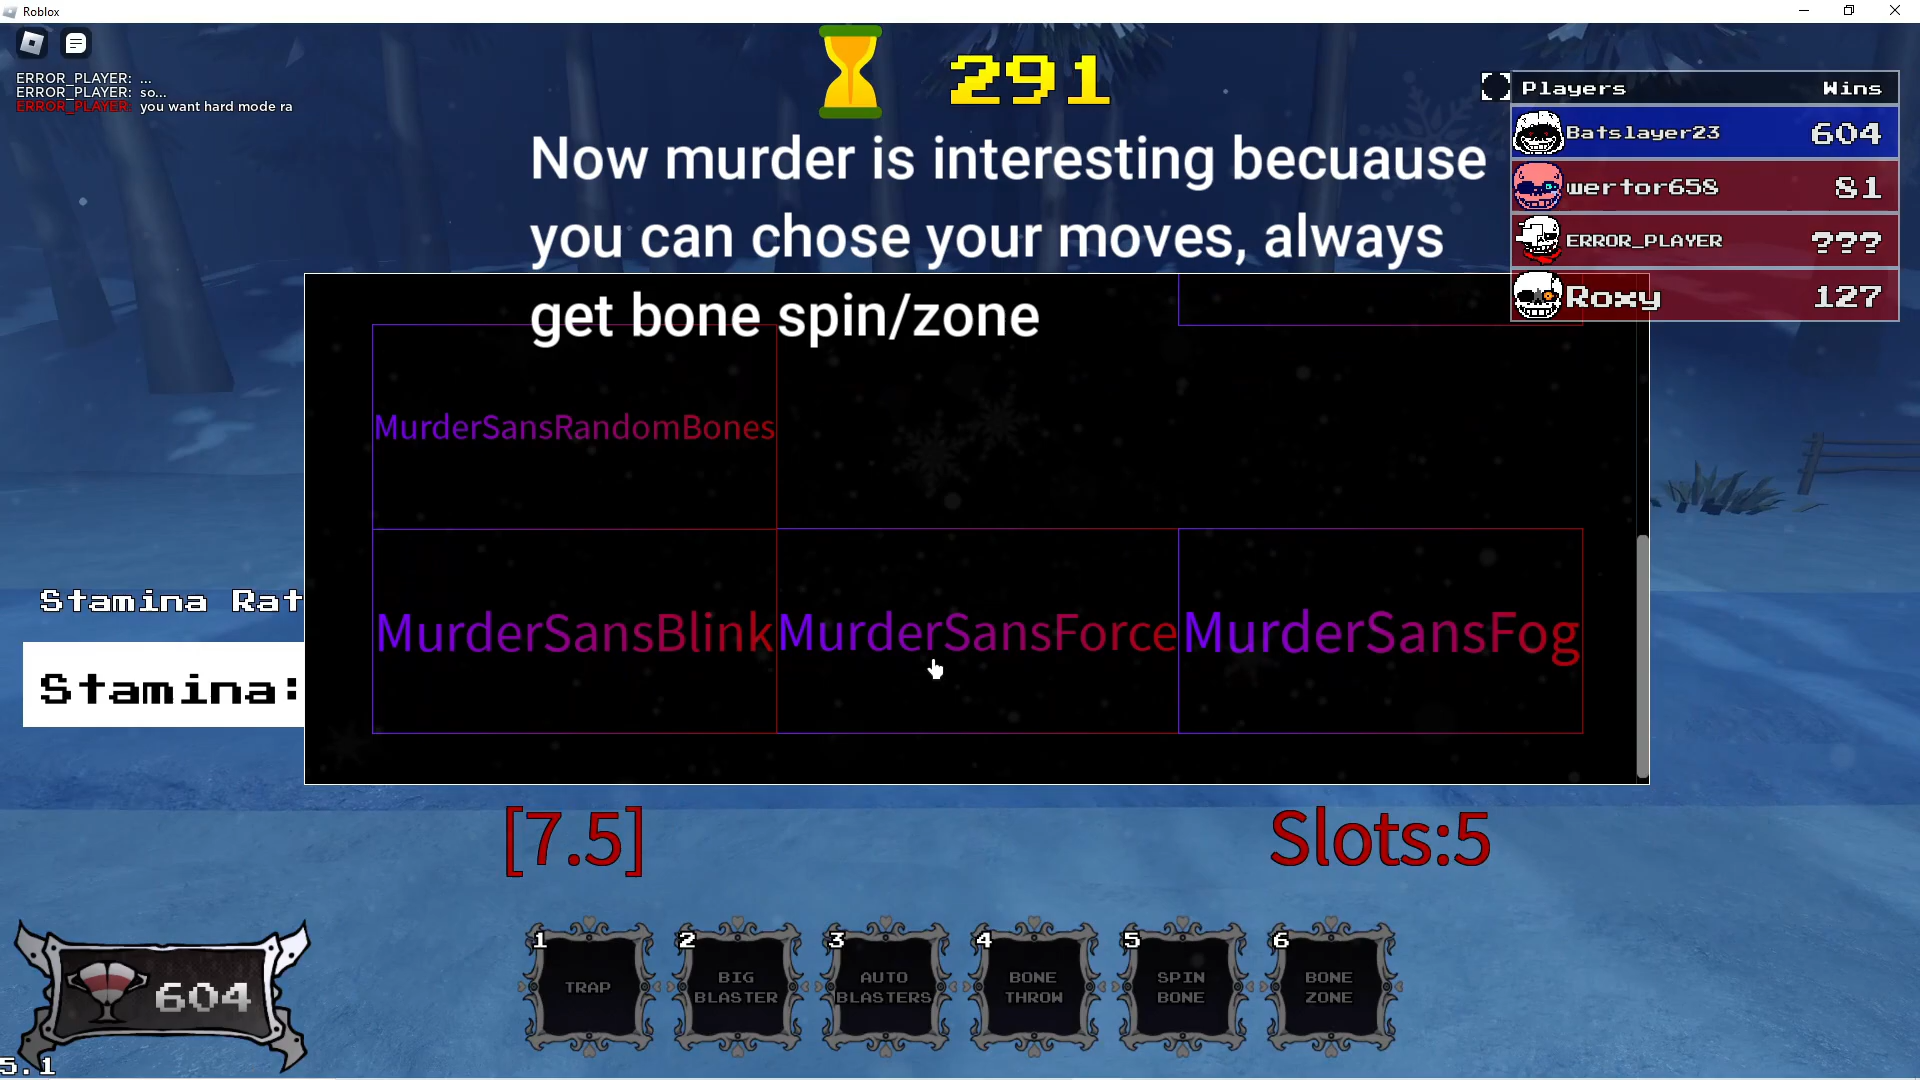 Roblox
ERROR_PLAYER: ...
ERROR_PLAYER: so...
ERROR_PLAYER: you want hard mode ra
291
Players Wins
Batslayer23 604
wertor658 81
ERROR_PLAYER ???
Roxy 127
Now murder is interesting becuause
you can chose your moves, always
get bone spin/zone
MurderSansRandomBones
MurderSansBlink
MurderSansForce
MurderSansFog
Stamina Rat
Stamina:
[7.5]
Slots:5
1
TRAP
2
BIG
BLASTER
3
AUTO
BLASTERS
4
BONE
THROW
5
SPIN
BONE
6
BONE
ZONE
604
5.1